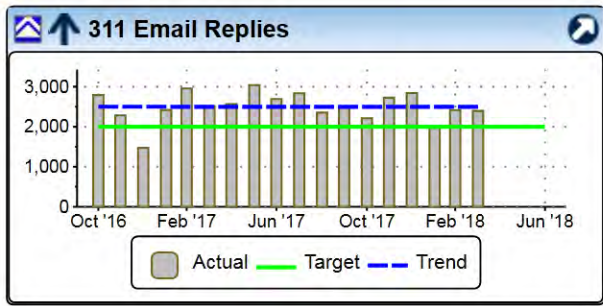 311 Email Replies
3,000
2,000
1,000
0
Oct '16 Feb '17 Jun '17 Oct '17 Feb '18 Jun '18
Actual Target Trend